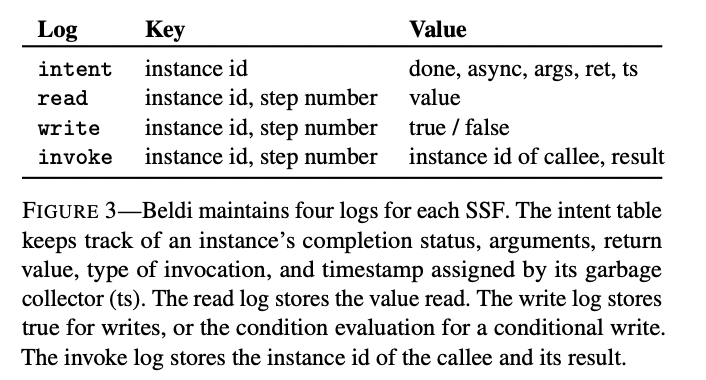 Log Key Value
intent instance id done, async, args, ret, ts
read instance id, step number value
write instance id, step number true / false
invoke instance id, step number instance id of callee, result
FIGURE 3—Beldi maintains four logs for each SSF. The intent table
keeps track of an instance's completion status, arguments, return
value, type of invocation, and timestamp assigned by its garbage
collector (ts). The read log stores the value read. The write log stores
true for writes, or the condition evaluation for a conditional write.
The invoke log stores the instance id of the callee and its result.